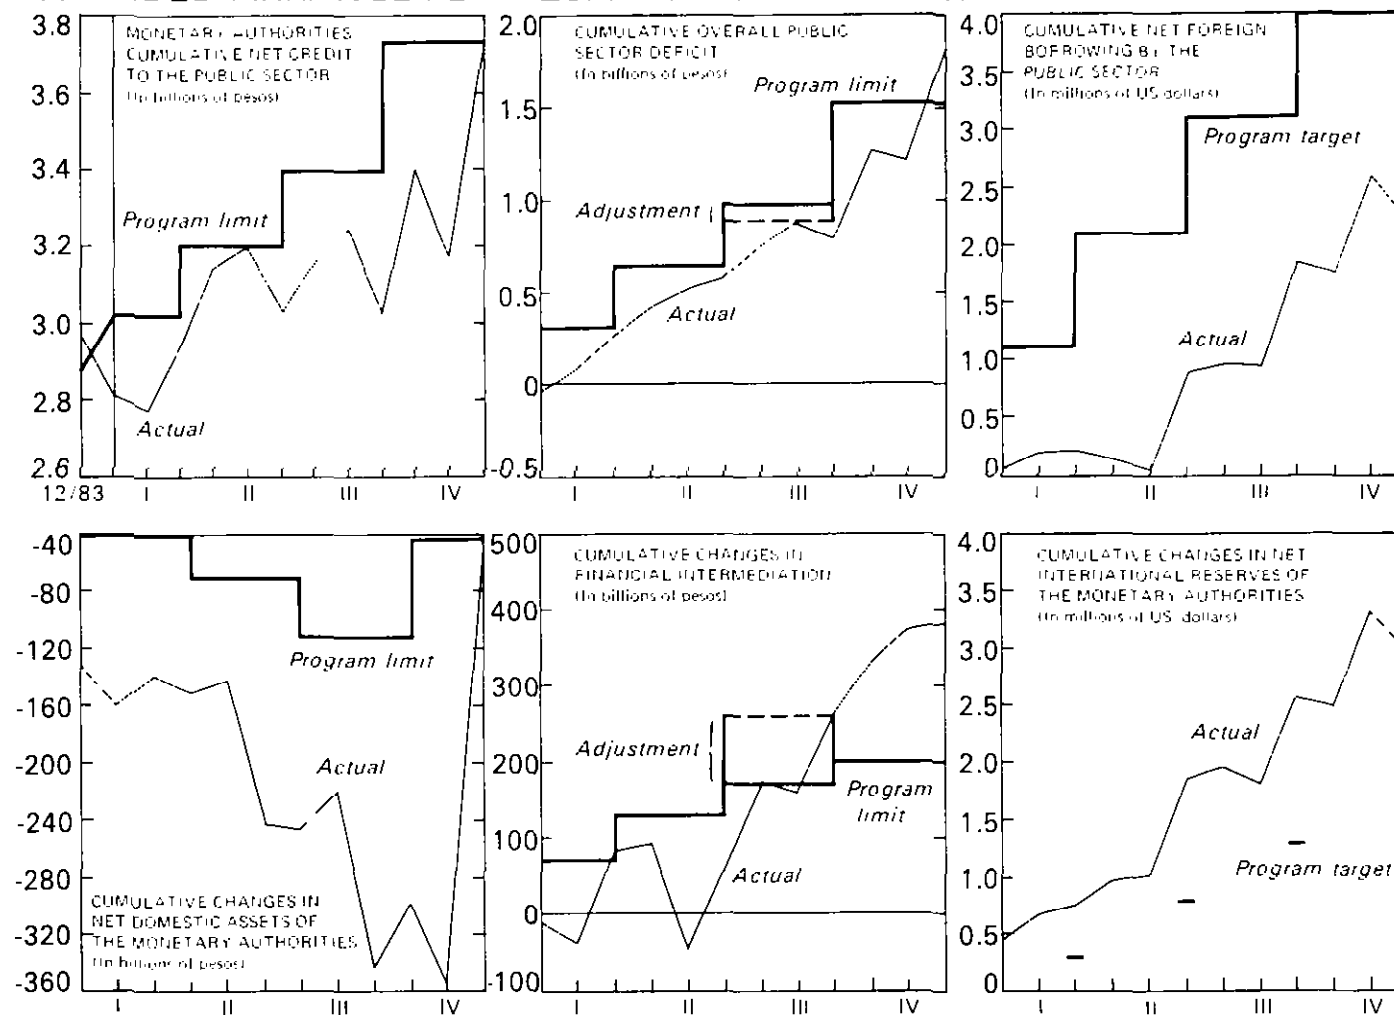 3.8
3.6
3.4
3.2
3.0
2.8
2.6
MONETARY AUTHORITIES
CUMULATIVE NET CREDIT
TO THE PUBLIC SECTOR
(In billions of pesos)
Program limit
Actual
12/83 I II III IV
2.0
1.5
1.0
0.5
0
-0.5
CUMULATIVE OVERALL PUBLIC
SECTOR DEFICIT
(In billions of pesos)
Program limit
Adjustment
Actual
I II III IV
4.0
3.5
3.0
2.5
2.0
1.5
1.0
0.5
0
CUMULATIVE NET FOREIGN
BORROWING BY THE
PUBLIC SECTOR
(In millions of US dollars)
Program target
Actual
I II III IV
-40
-80
-120
-160
-200
-240
-280
-320
-360
Program limit
Actual
CUMULATIVE CHANGES IN
NET DOMESTIC ASSETS OF
THE MONETARY AUTHORITIES
(In billions of pesos)
I II III IV
500
400
300
200
100
0
-100
CUMULATIVE CHANGES IN
FINANCIAL INTERMEDIATION
(In billions of pesos)
Adjustment
Program
limit
Actual
I II III IV
4.0
3.5
3.0
2.5
2.0
1.5
1.0
0.5
0
CUMULATIVE CHANGES IN NET
INTERNATIONAL RESERVES OF
THE MONETARY AUTHORITIES
(In millions of US dollars)
Actual
Program target
I II III IV